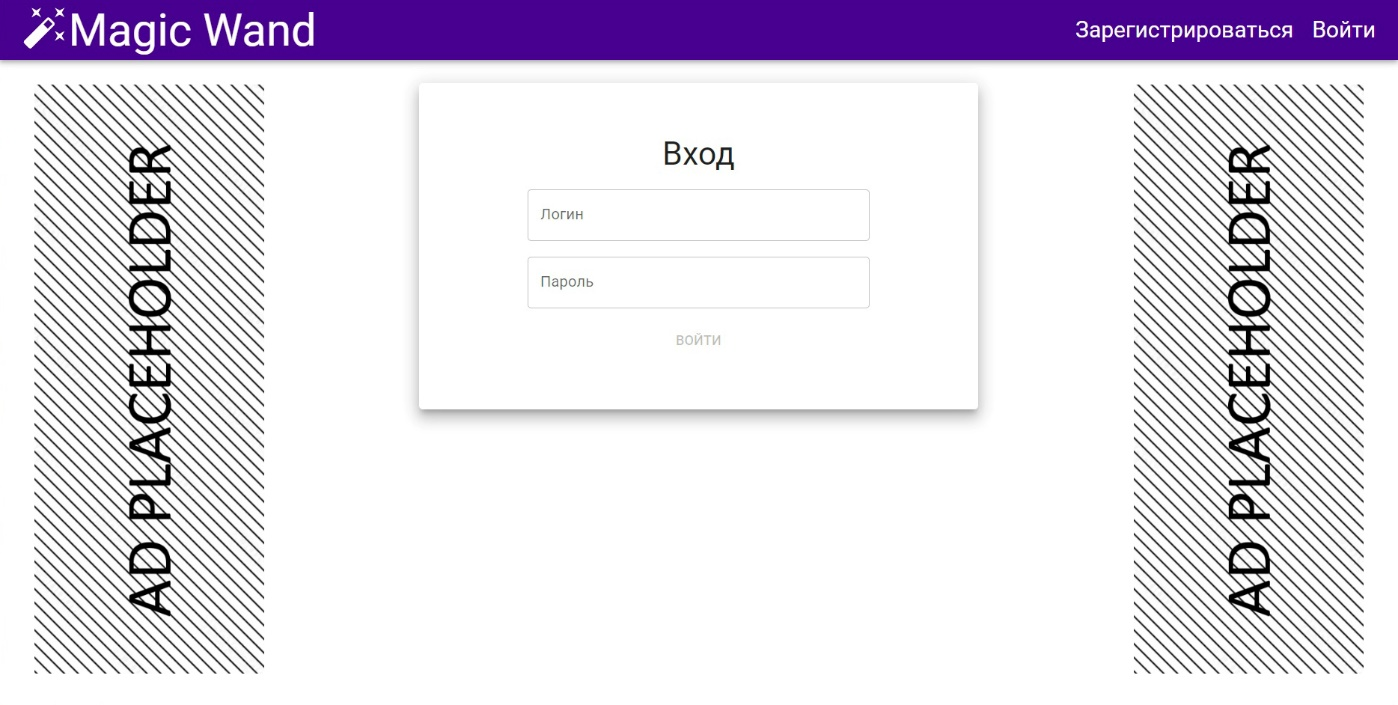 Magic Wand
Зарегистрироваться Войти
AD PLACEHOLDER
Вход
Логин
Пароль
ВОЙТИ
AD PLACEHOLDER